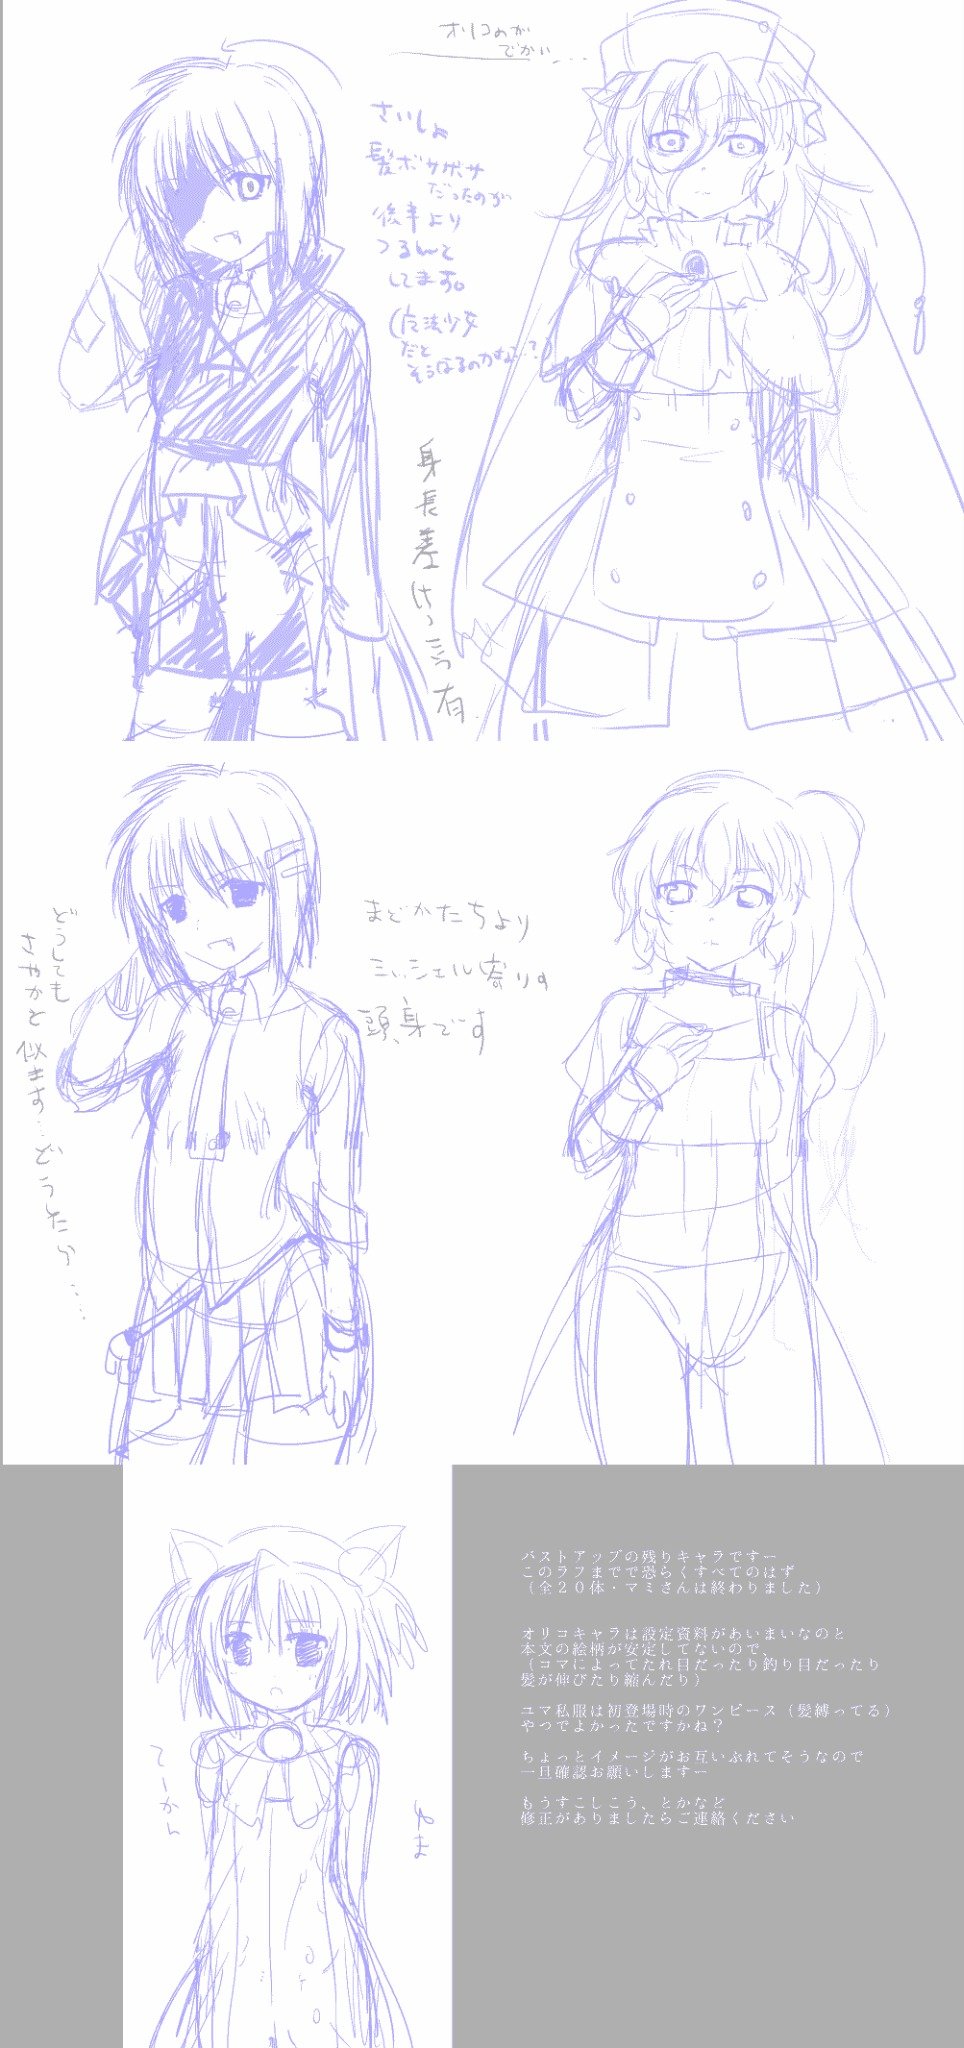 オリコのが
でかい…
さいしょ
髪ボサボサ
だったのが
後半より
つるんと
してます。
(魔法少女
だと
そうなるのかな…?)
身長差けっこう有
まどかたちより
ミッシェル寄りな
頭身です
どうしても
さやかと似ます…どうしたら……
てーかん
ゆま
バストアップの残りキャラですー
このラフまでで恐らくすべてのはず
(全20体・マミさんは終わりました)
オリコキャラは設定資料があいまいなのと
本文の絵柄が安定してないので、
(コマによってたれ目だったり釣り目だったり
髪が伸びたり縮んだり)
ユマ私服は初登場時のワンピース(髪縛ってる)
やつでよかったですかね?
ちょっとイメージがお互いぶれてそうなので
一旦確認お願いしますー
もうすこしこう、とかなど
修正がありましたらご連絡ください